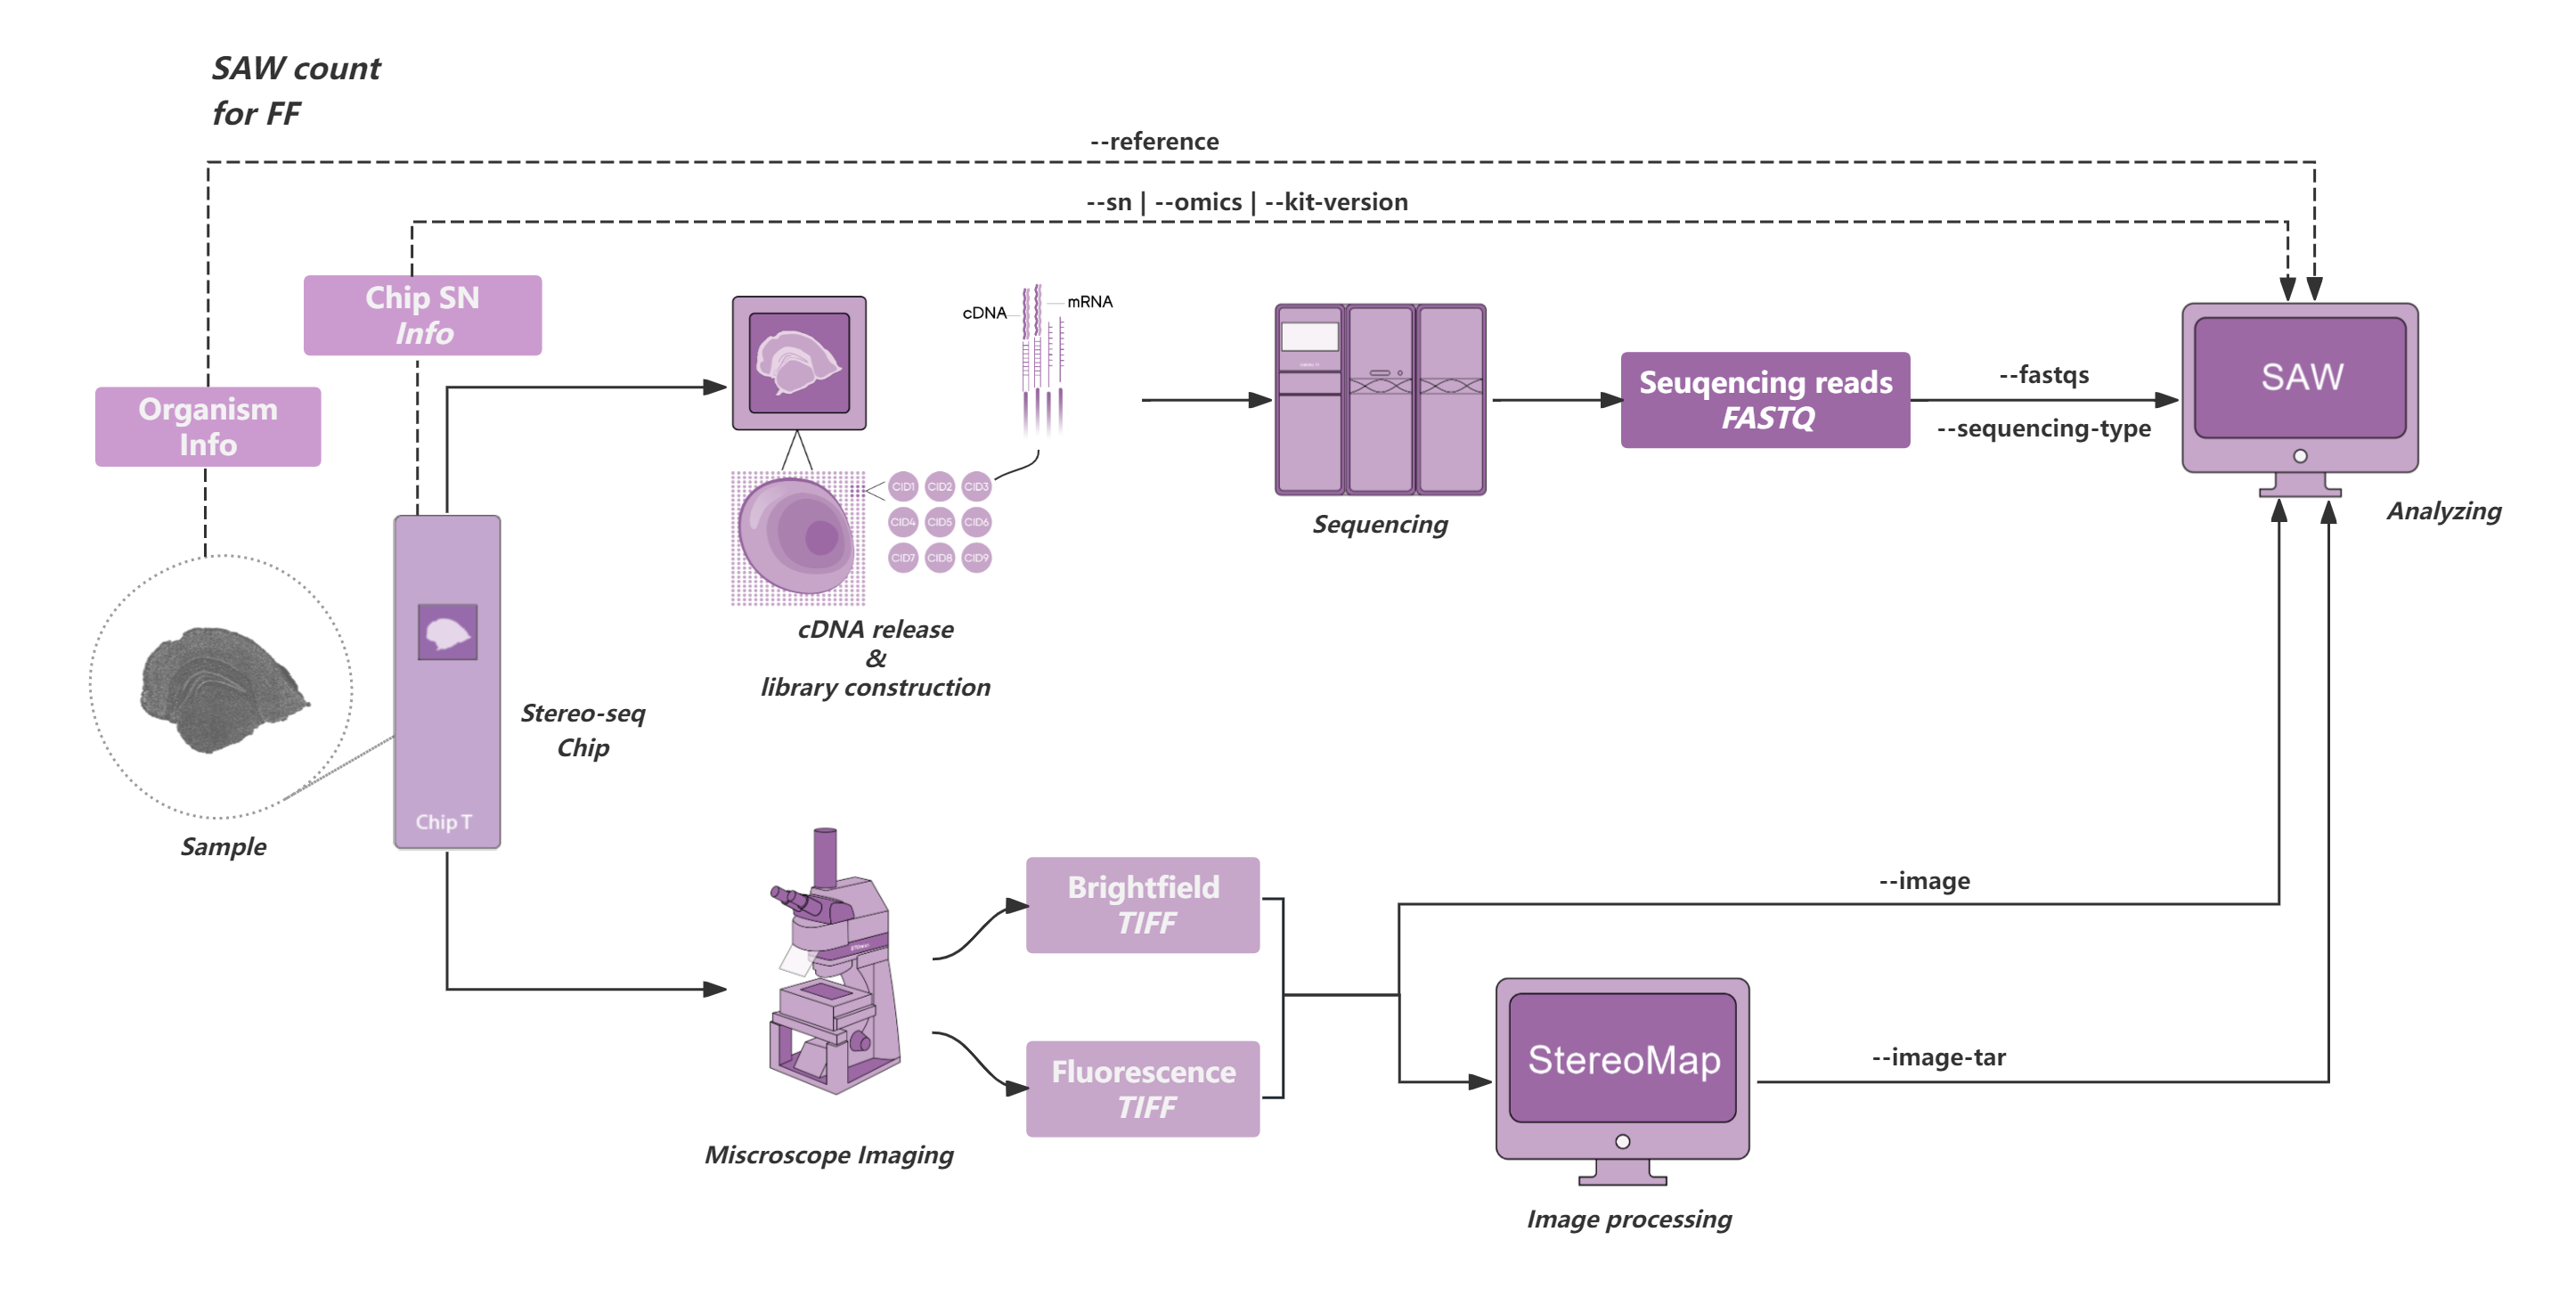 SAW count
for FF
--reference
--sn | --omics | --kit-version
Chip SN
Info
Organism
Info
cDNA
mRNA
CID1 CID2 CID3
CID4 CID5 CID6
CID7 CID8 CID9
cDNA release
&
library construction
Sequencing
Seuqencing reads
FASTQ
--fastqs
--sequencing-type
SAW
Analyzing
Sample
Chip T
Stereo-seq
Chip
Miscroscope Imaging
Brightfield
TIFF
Fluorescence
TIFF
--image
StereoMap
--image-tar
Image processing